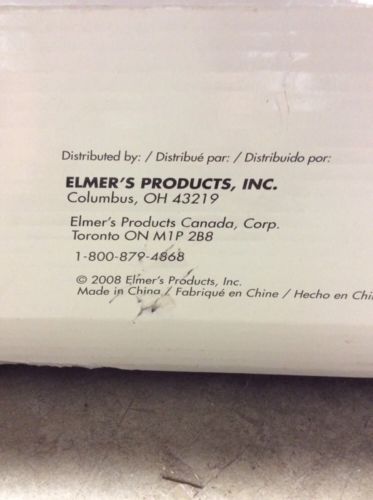 Distributed by: / Distribué par: / Distribuido por:
ELMER'S PRODUCTS, INC.
Columbus, OH 43219
Elmer's Products Canada, Corp.
Toronto ON M1P 2B8
1-800-879-4868
© 2008 Elmer's Products, Inc.
Made in China / Fabriqué en Chine / Hecho en